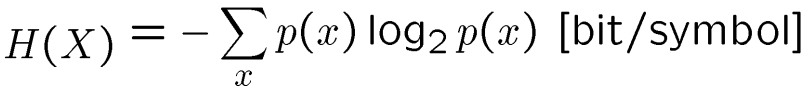 H(X) = − ∑ₓ p(x) log₂ p(x) [bit/symbol]